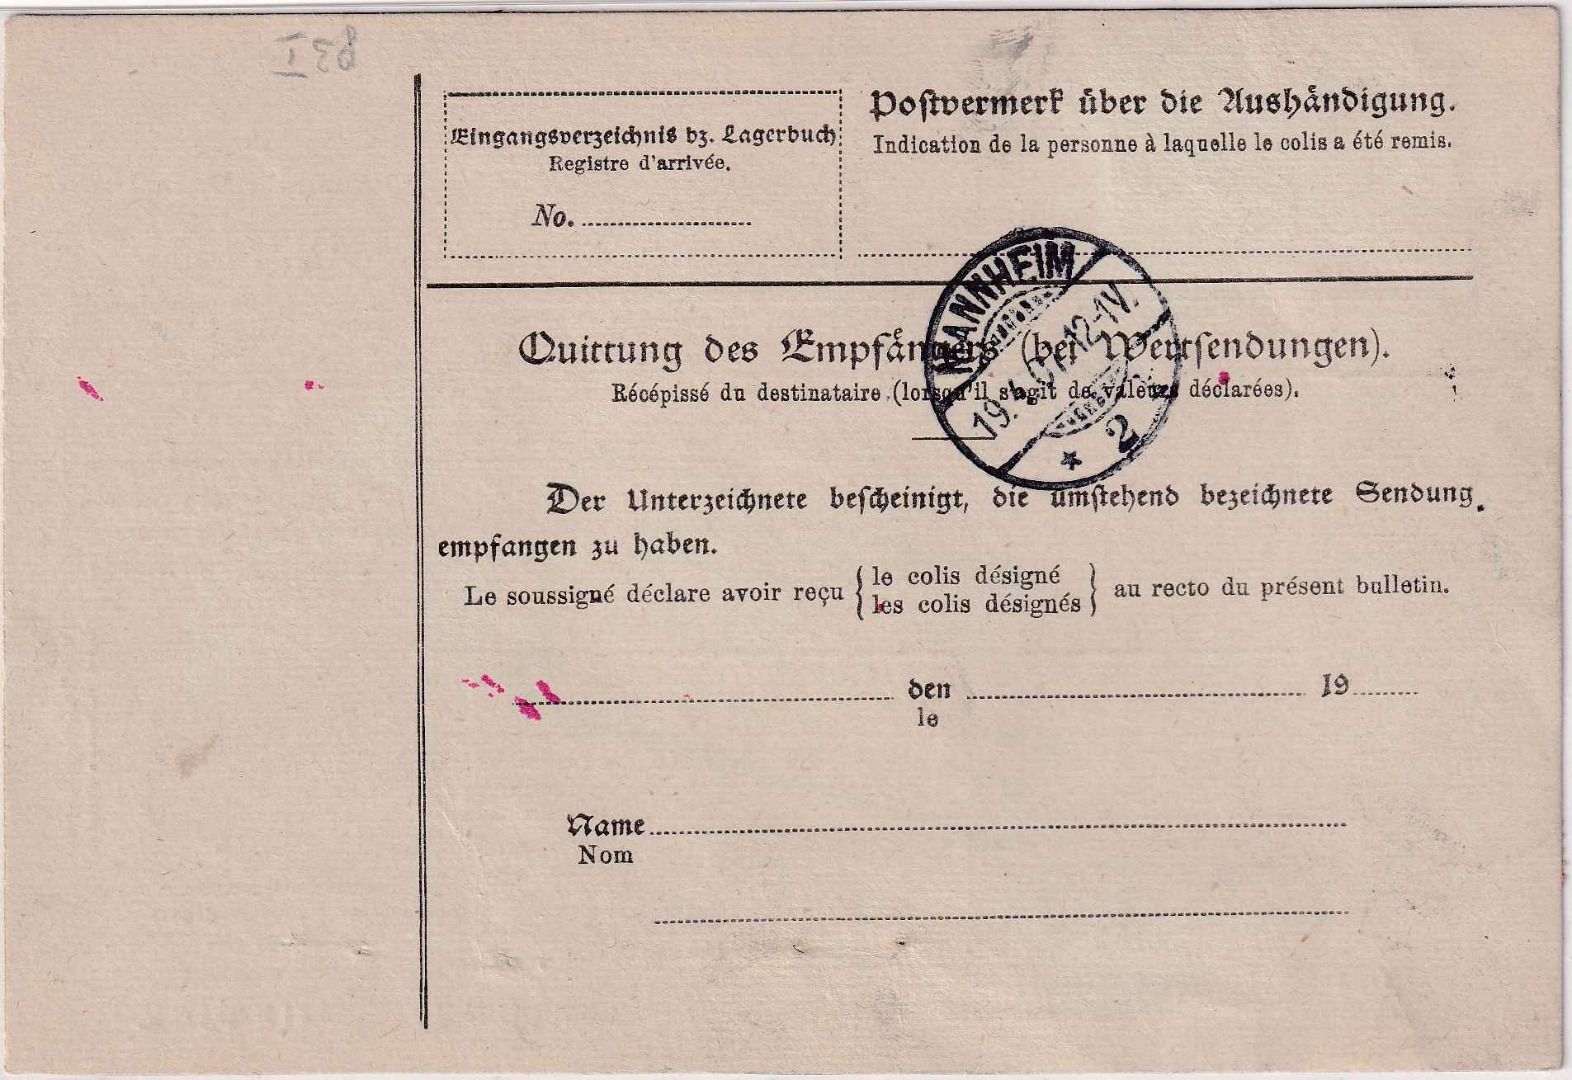 Eingangsverzeichnis bz. Lagerbuch
Registre d'arrivée.
No.
Postvermerk über die Aushändigung.
Indication de la personne à laquelle le colis a été remis.
MANNHEIM
12-1V.
2
Quittung des Empfängers (bei Wertsendungen).
Récépissé du destinataire (lorsqu'il s'agit de valeurs déclarées).
Der Unterzeichnete bescheinigt, die umstehend bezeichnete Sendung
empfangen zu haben.
Le soussigné déclare avoir reçu { le colis désigné / les colis désignés } au recto du présent bulletin.
den 19
le
Name
Nom